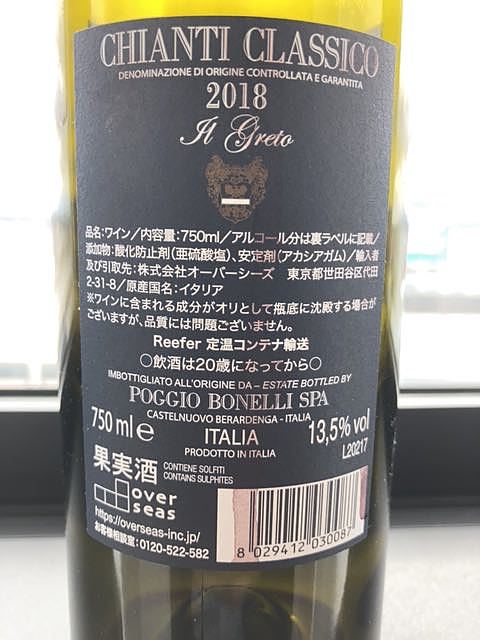 CHIANTI CLASSICO
DENOMINAZIONE DI ORIGINE CONTROLLATA E GARANTITA
2018
Il Greto
品名:ワイン/内容量:750ml/アルコール分は裏ラベルに記載/
添加物:酸化防止剤(亜硫酸塩)、安定剤(アカシアガム)/輸入者
及び引取先:株式会社オーバーシーズ 東京都世田谷区代田
2-31-8/原産国名:イタリア
※ワインに含まれる成分がオリとして瓶底に沈殿する場合が
ございますが、品質には問題ございません。
Reefer 定温コンテナ輸送
○飲酒は20歳になってから○
IMBOTTIGLIATO ALL'ORIGINE DA – ESTATE BOTTLED BY
POGGIO BONELLI SPA
CASTELNUOVO BERARDENGA - ITALIA
750 ml e
ITALIA
13,5% vol
PRODOTTO IN ITALIA
L20217
果実酒
CONTIENE SOLFITI
CONTAINS SULPHITES
over
seas
https://overseas-inc.jp/
お客様相談室:0120-522-582
8 029412 030087